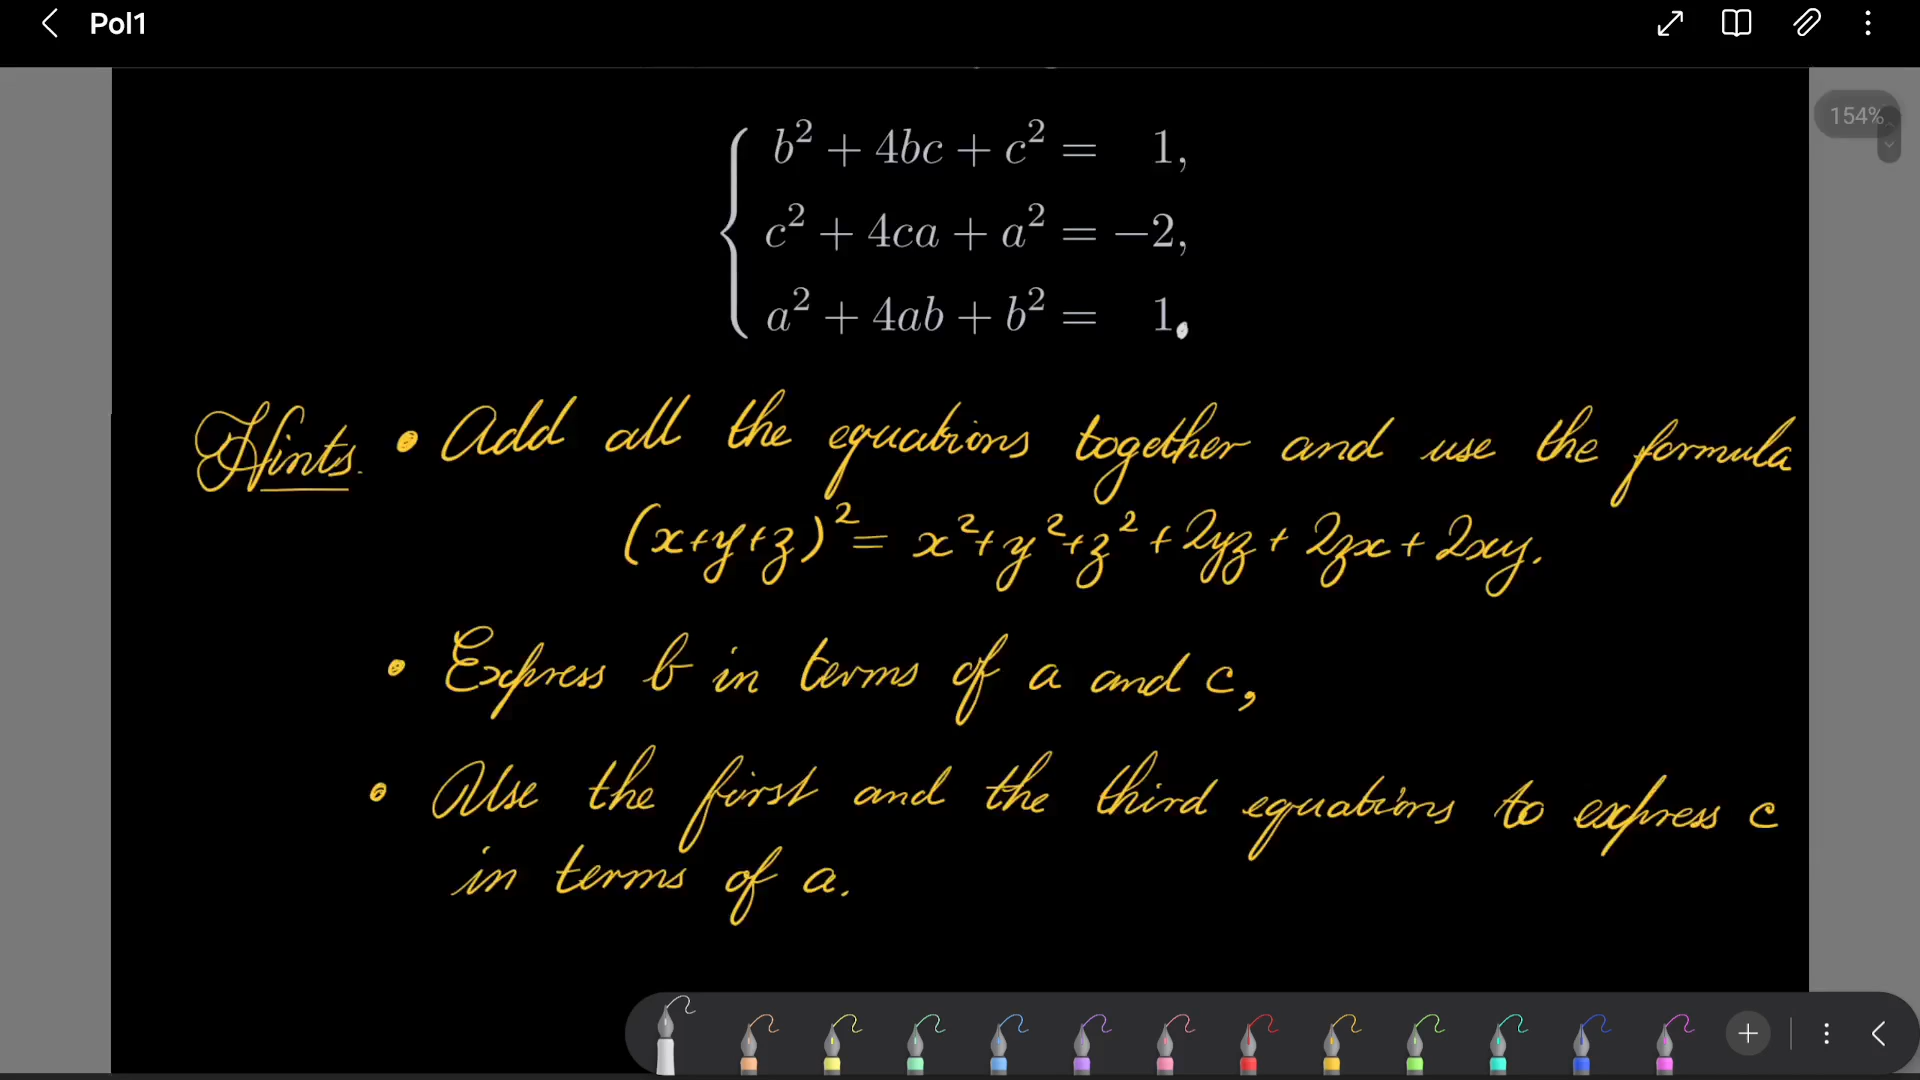 Pol1
154%
b² + 4bc + c² = 1,
c² + 4ca + a² = −2,
a² + 4ab + b² = 1.
Hints. • Add all the equations together and use the formula
(x+y+z)² = x²+y²+z²+2yz+2zx+2xy.
• Express b in terms of a and c,
• Use the first and the third equations to express c
in terms of a.